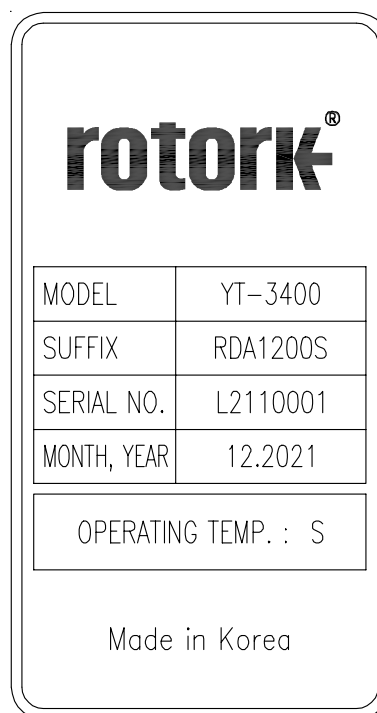 rotork®
MODEL YT-3400
SUFFIX RDA1200S
SERIAL NO. L2110001
MONTH, YEAR 12.2021
OPERATING TEMP. : S
Made in Korea